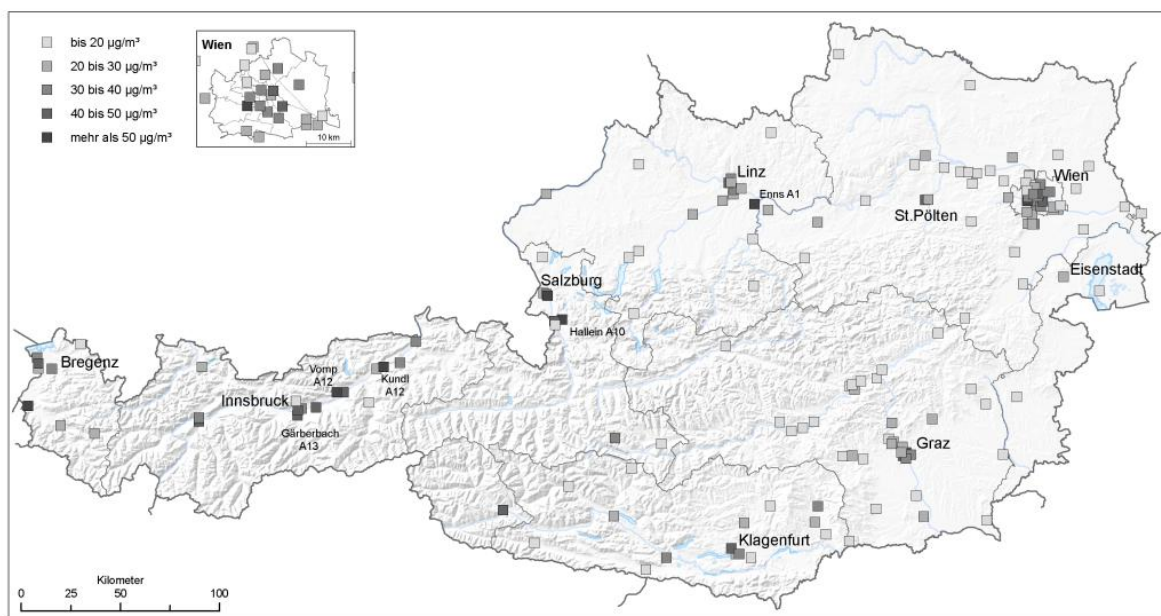 bis 20 µg/m³
20 bis 30 µg/m³
30 bis 40 µg/m³
40 bis 50 µg/m³
mehr als 50 µg/m³
Wien
10 km
Linz
Enns A1
Wien
St.Pölten
Eisenstadt
Salzburg
Hallein A10
Bregenz
Vomp
A12
Kundl
A12
Innsbruck
Gärberbach
A13
Graz
Klagenfurt
Kilometer
0 25 50 100